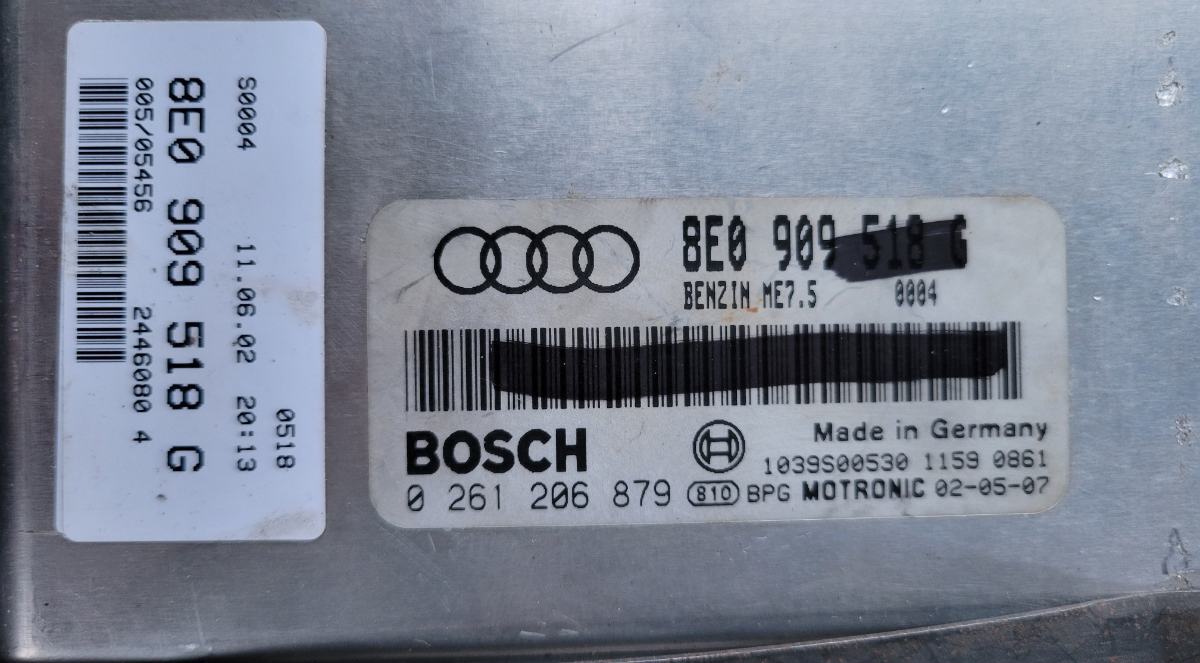 S0004 11.06.02 20:13 0518
8E0 909 518 G
005/05456 2446080 4
8E0 909 518 G
BENZIN ME7.5 0004
BOSCH
Made in Germany
1039S00530 1159 0861
0 261 206 879 810 BPG MOTRONIC 02-05-07